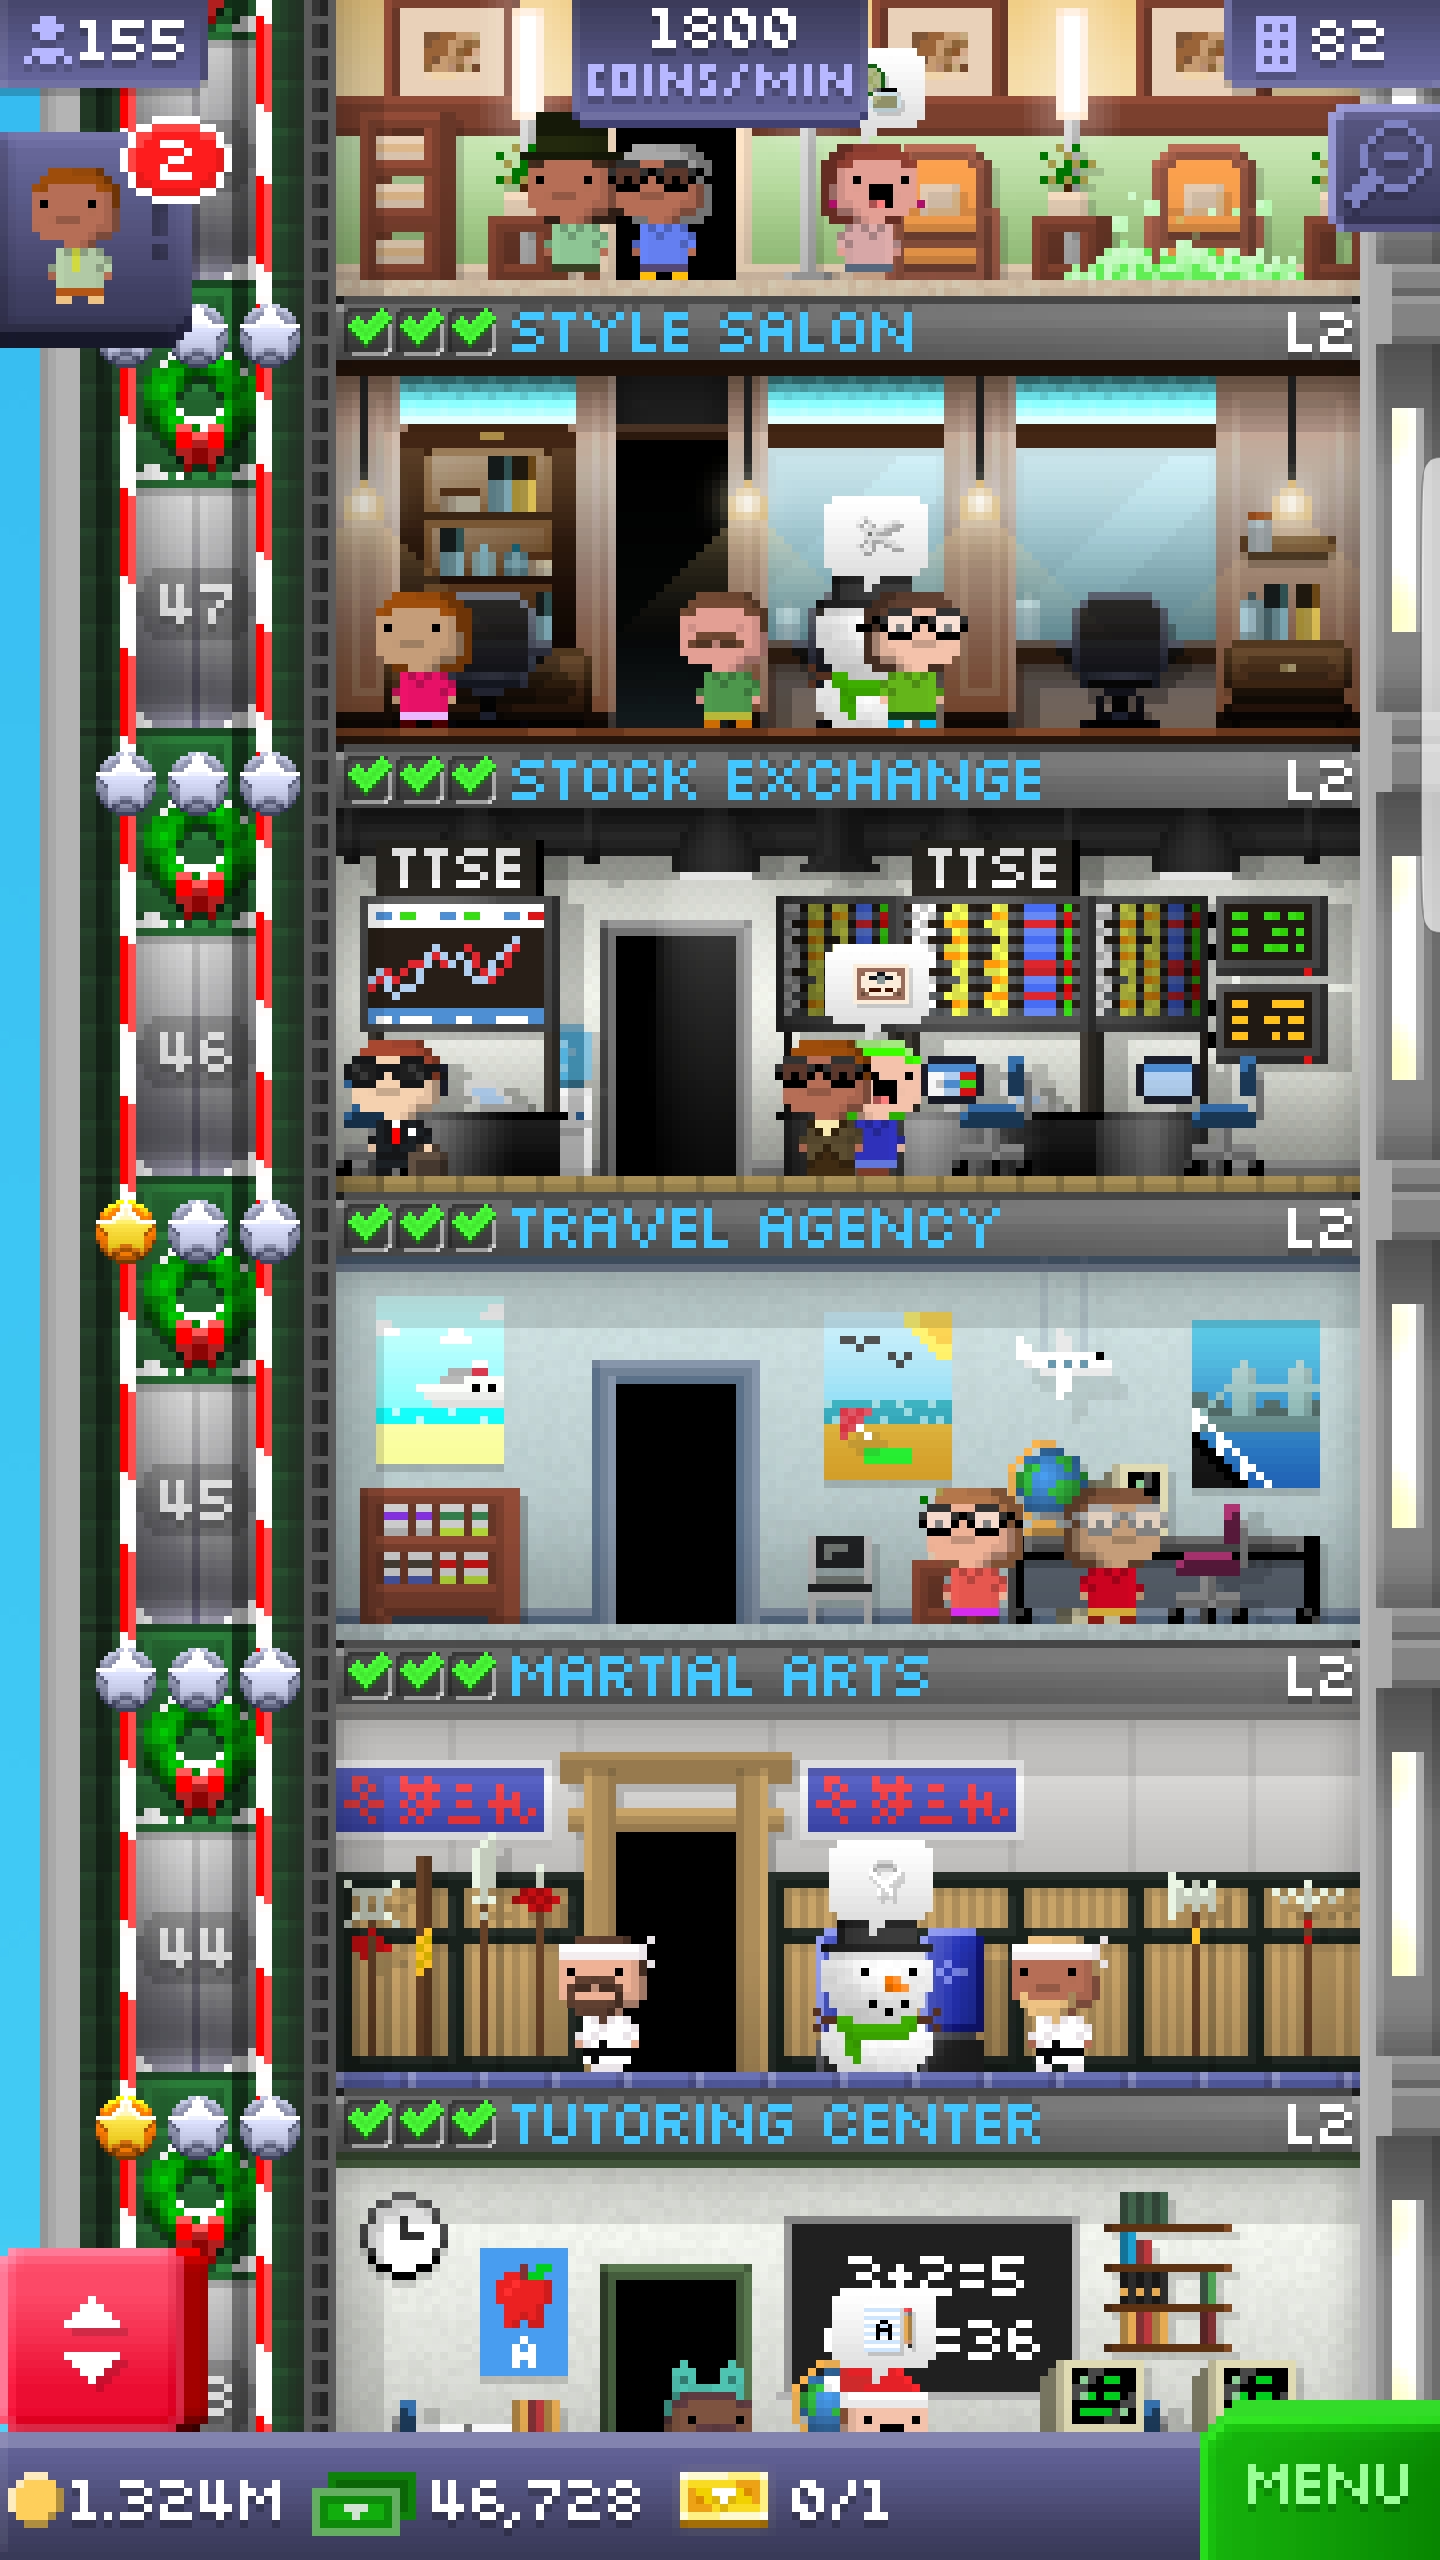 155
1800
COINS/MIN
82
2
STYLE SALON L2
47
STOCK EXCHANGE L2
TTSE TTSE
46
TRAVEL AGENCY L2
45
MARTIAL ARTS L2
44
TUTORING CENTER L2
3+2=5
A =36
A
1.324M 46,728 0/1 MENU